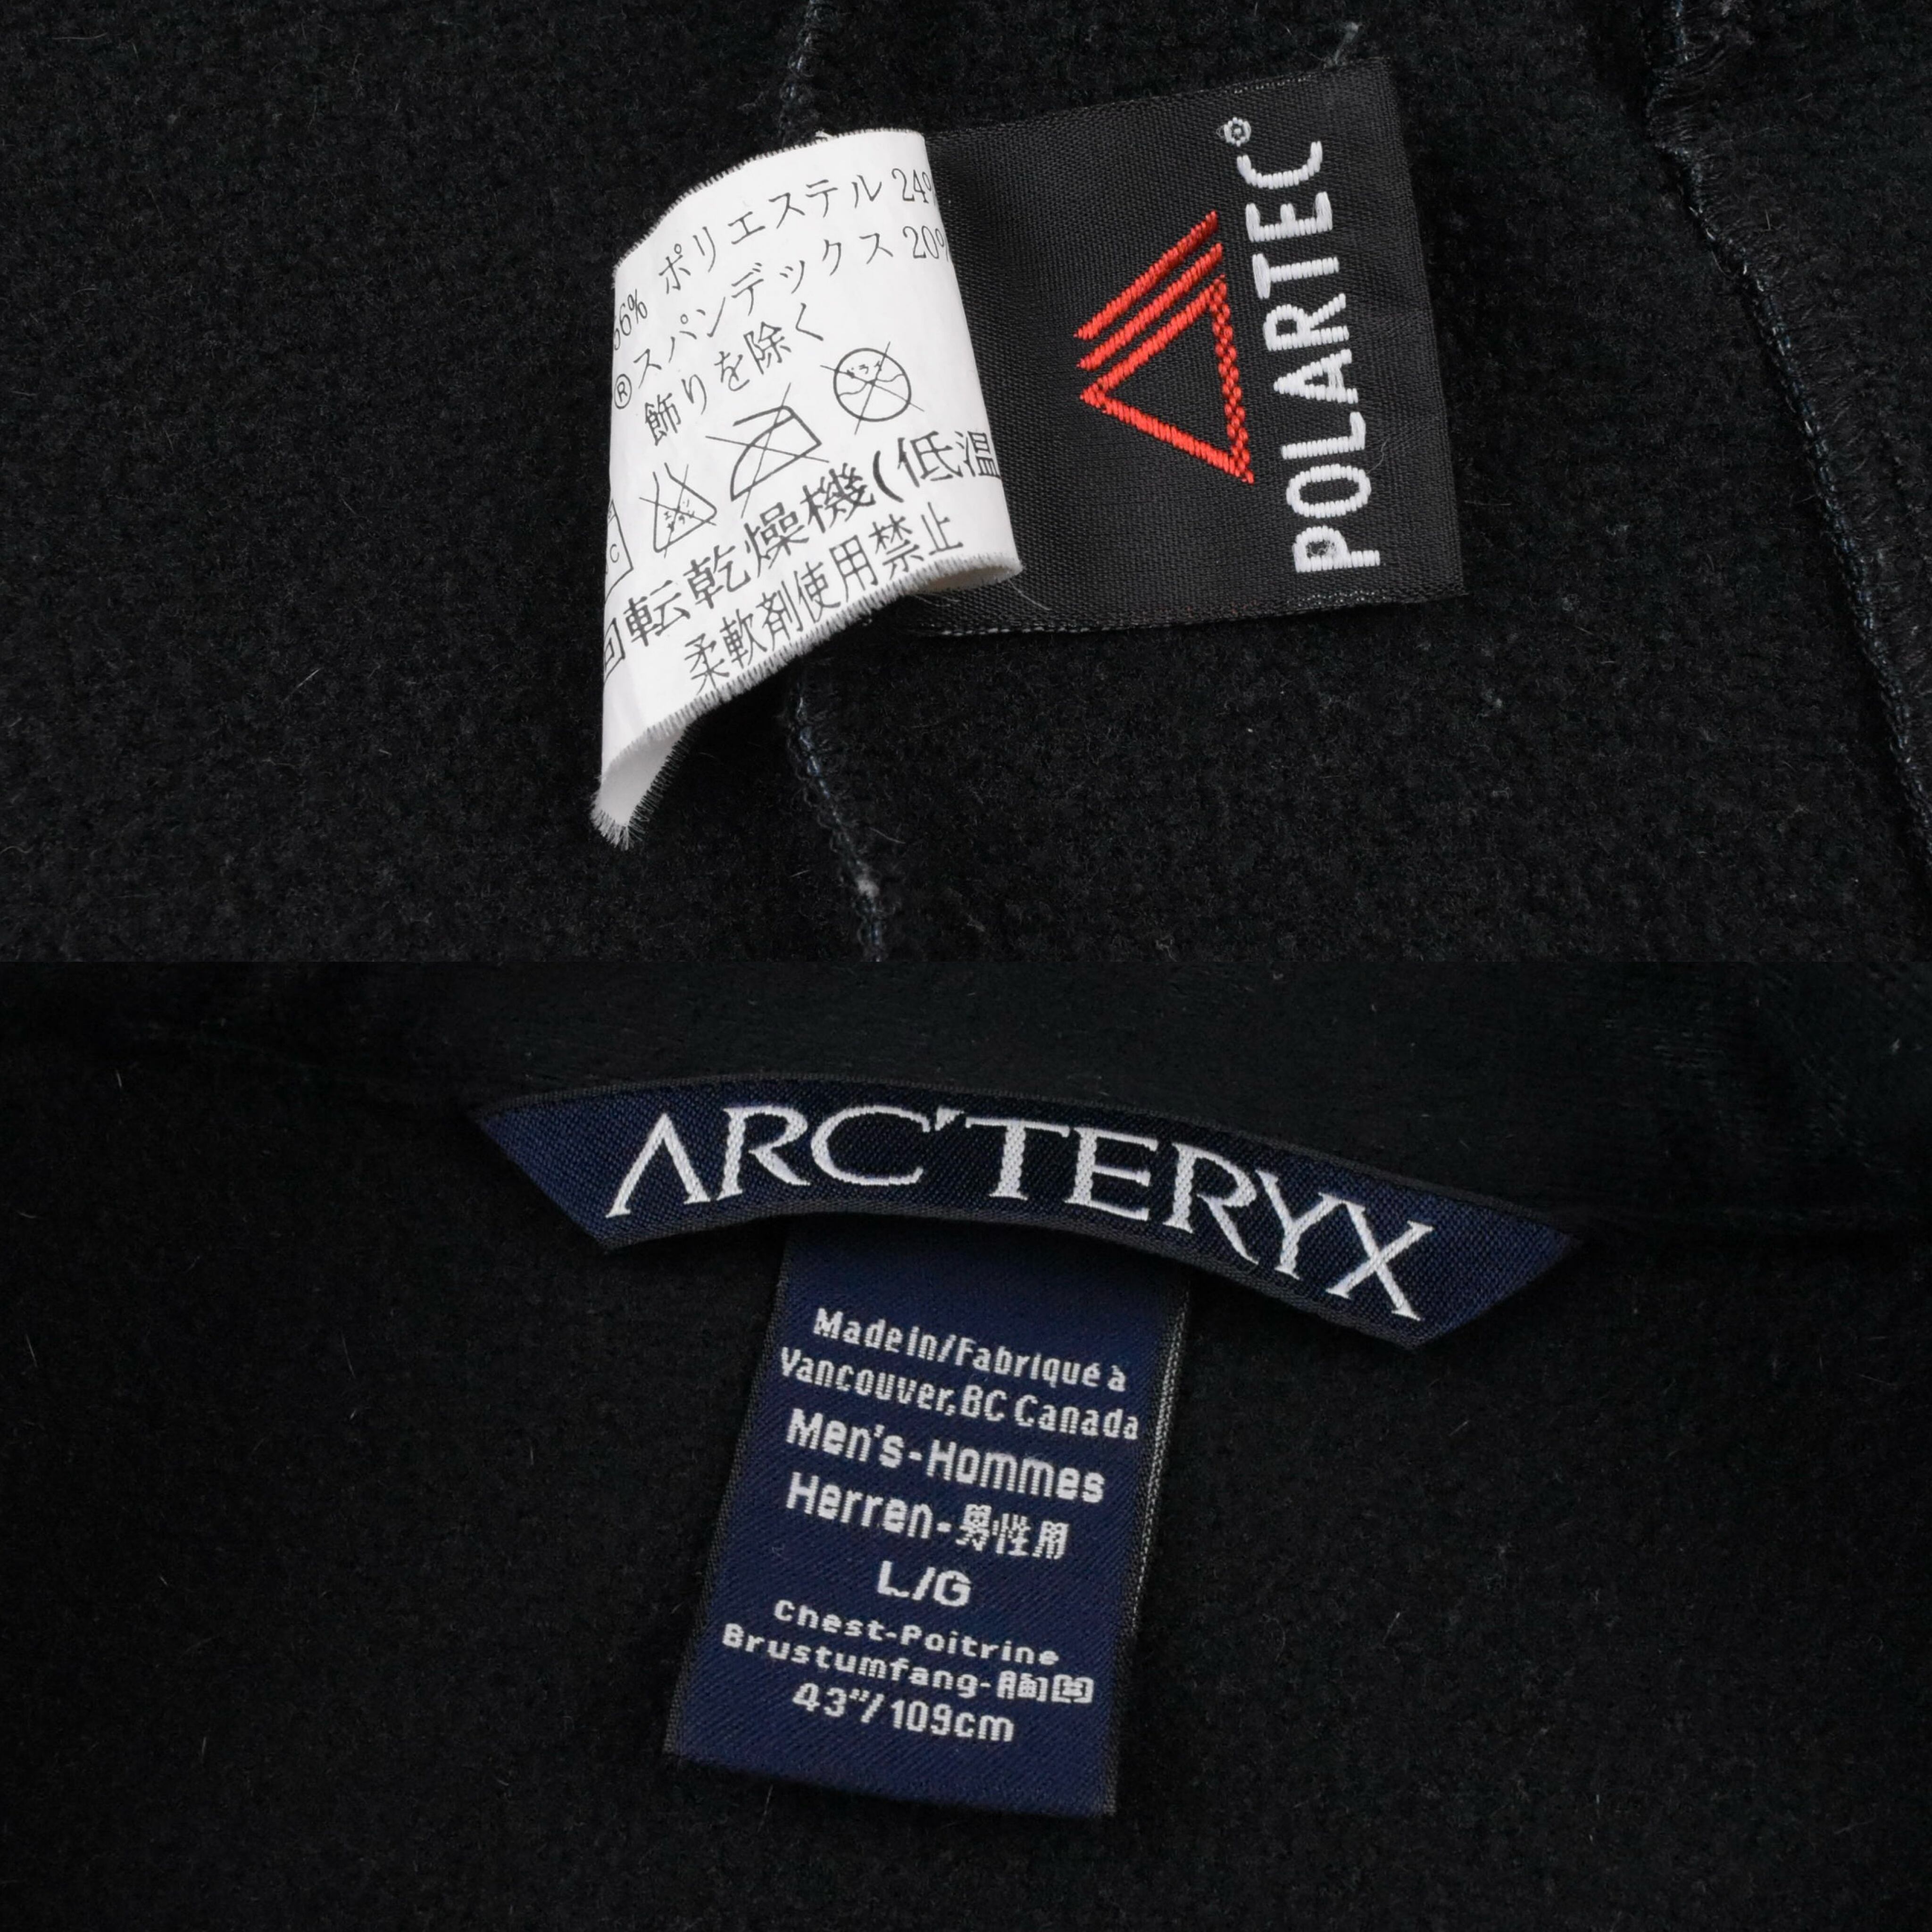 56% ポリエステル 24%
®スパンデックス 20%
飾りを除く
回転乾燥機(低温
柔軟剤使用禁止
POLARTEC®
ARC'TERYX
Made in/Fabriqué à
Vancouver, BC Canada
Men's-Hommes
Herren-男性用
L/G
Chest-Poitrine
Brustumfang-胸囲
43"/109cm